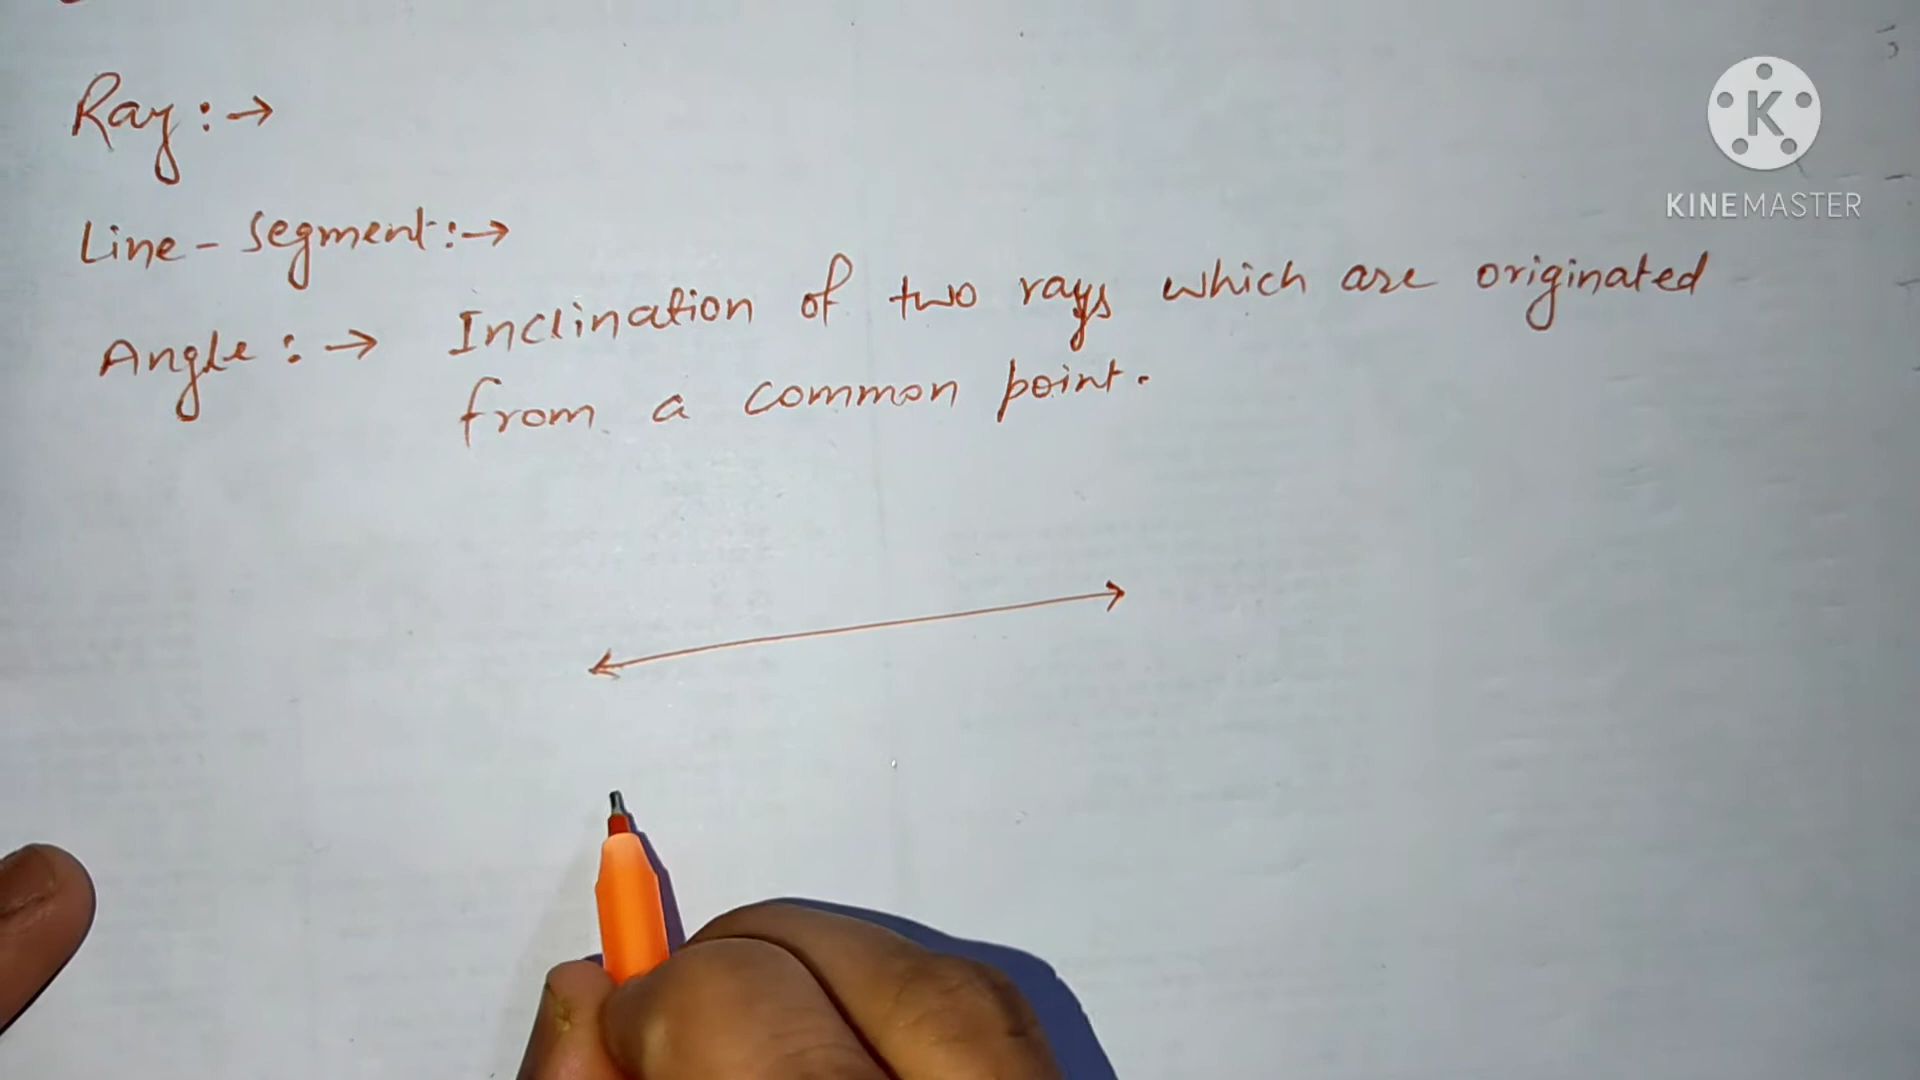 Ray :→
Line - segment :→
Angle :→ Inclination of two rays which are originated
from a common point.
K
KINEMASTER